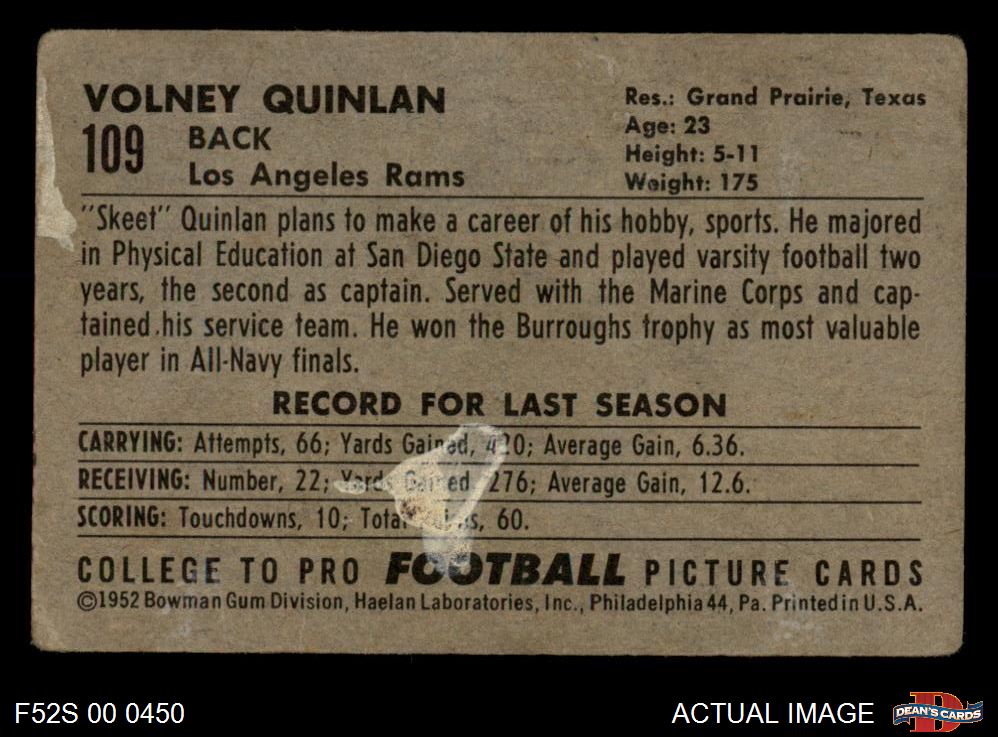 VOLNEY QUINLAN
109 BACK
Los Angeles Rams
Res.: Grand Prairie, Texas
Age: 23
Height: 5-11
Weight: 175
"Skeet" Quinlan plans to make a career of his hobby, sports. He majored
in Physical Education at San Diego State and played varsity football two
years, the second as captain. Served with the Marine Corps and cap-
tained his service team. He won the Burroughs trophy as most valuable
player in All-Navy finals.
RECORD FOR LAST SEASON
CARRYING: Attempts, 66; Yards Gained, 420; Average Gain, 6.36.
RECEIVING: Number, 22; Yards Gained 276; Average Gain, 12.6.
SCORING: Touchdowns, 10; Total 60.
COLLEGE TO PRO FOOTBALL PICTURE CARDS
©1952 Bowman Gum Division, Haelan Laboratories, Inc., Philadelphia 44, Pa. Printed in U.S.A.
F52S 00 0450
ACTUAL IMAGE
DEAN'S CARDS